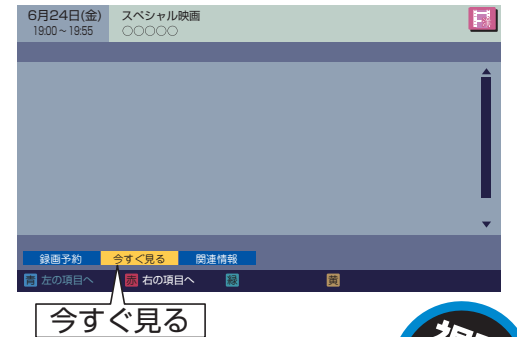 6月24日(金) スペシャル映画
19:00～19:55 ○○○○○
録画予約 今すぐ見る 関連情報
青 左の項目へ 赤 右の項目へ 緑 黄
今すぐ見る